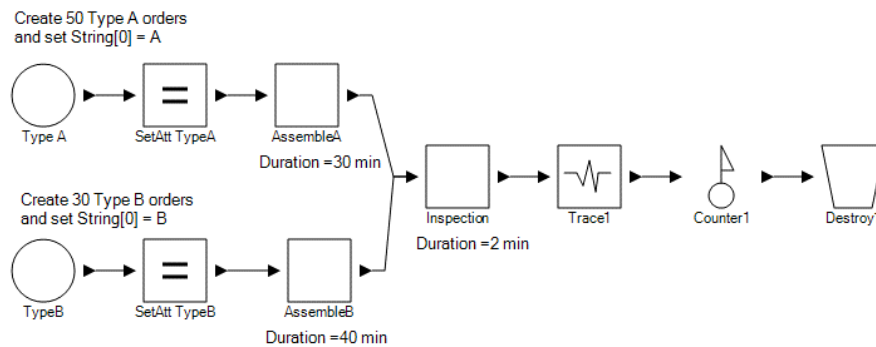 Create 50 Type A orders
and set String[0] = A
Type A
SetAtt TypeA
AssembleA
Duration =30 min
Create 30 Type B orders
and set String[0] = B
Inspection
Trace1
Counter1
Destroy1
Duration =2 min
TypeB
SetAtt TypeB
AssembleB
Duration =40 min